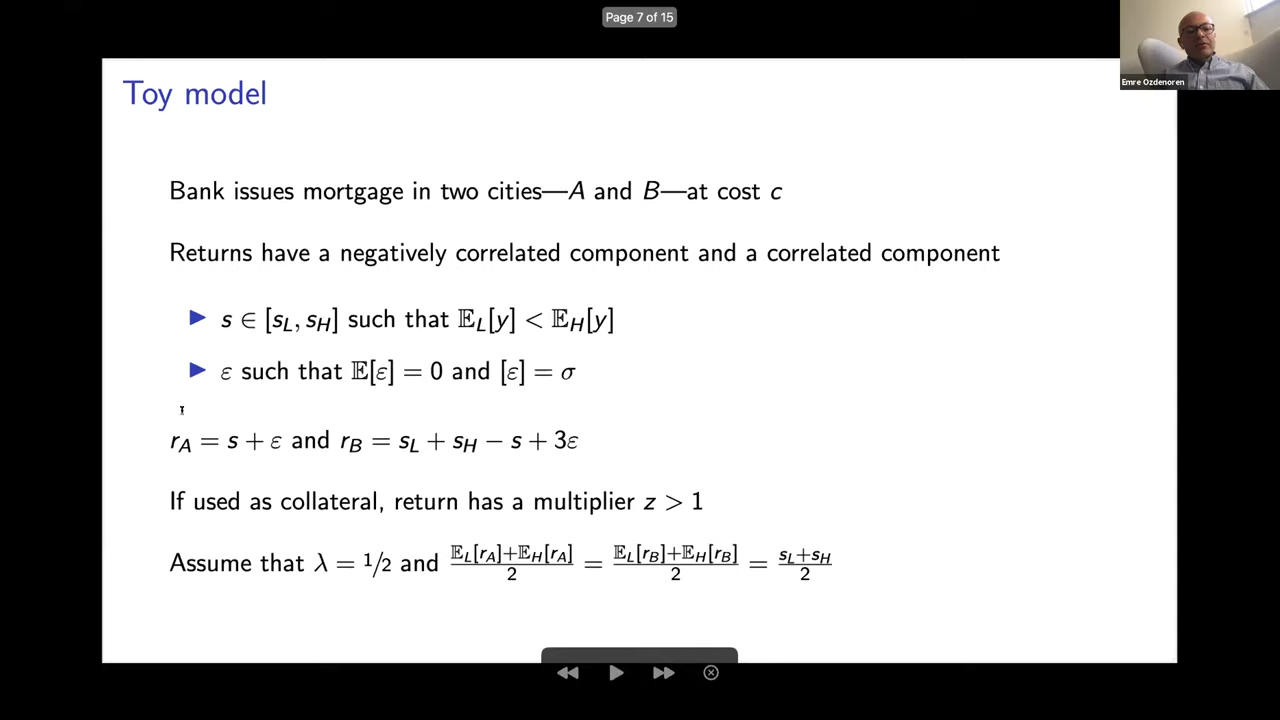 Page 7 of 15
Emre Ozdenoren
Toy model
Bank issues mortgage in two cities—A and B—at cost c
Returns have a negatively correlated component and a correlated component
▶ s ∈ [s_L, s_H] such that 𝔼_L[y] < 𝔼_H[y]
▶ ε such that 𝔼[ε] = 0 and [ε] = σ
r_A = s + ε and r_B = s_L + s_H − s + 3ε
If used as collateral, return has a multiplier z > 1
Assume that λ = 1/2 and (𝔼_L[r_A]+𝔼_H[r_A])/2 = (𝔼_L[r_B]+𝔼_H[r_B])/2 = (s_L+s_H)/2